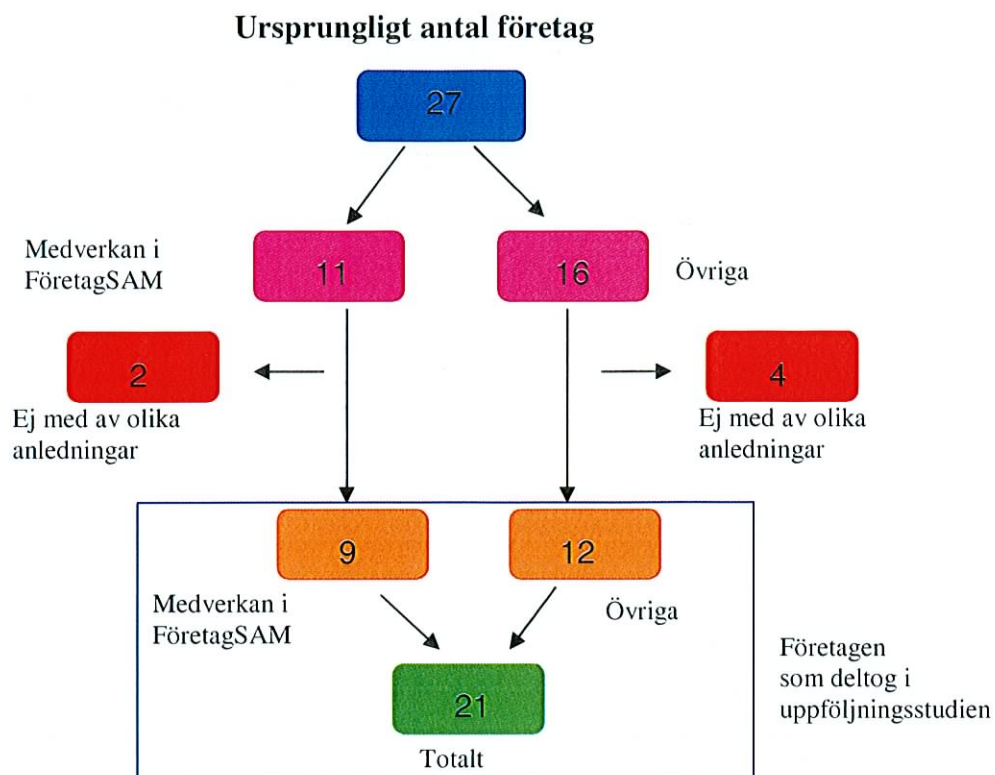 Ursprungligt antal företag
27
Medverkan i
FöretagSAM
11
16
Övriga
2
Ej med av olika
anledningar
4
Ej med av olika
anledningar
9
12
Medverkan i
FöretagSAM
Övriga
21
Totalt
Företagen
som deltog i
uppföljningsstudien